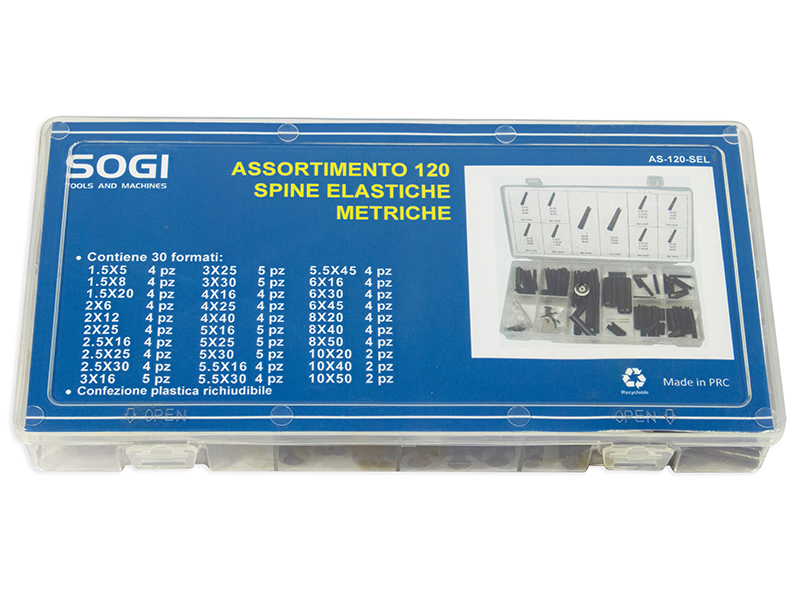 SOGI
TOOLS AND MACHINES
ASSORTIMENTO 120
SPINE ELASTICHE
METRICHE
AS-120-SEL
• Contiene 30 formati:
1.5X5 4 pz 3X25 5 pz 5.5X45 4 pz
1.5X8 4 pz 3X30 5 pz 6X16 4 pz
1.5X20 4 pz 4X16 4 pz 6X30 4 pz
2X6 4 pz 4X25 4 pz 6X45 4 pz
2X12 4 pz 4X40 4 pz 8X20 4 pz
2X25 4 pz 5X16 5 pz 8X40 4 pz
2.5X16 4 pz 5X25 5 pz 8X50 4 pz
2.5X25 4 pz 5X30 5 pz 10X20 2 pz
2.5X30 4 pz 5.5X16 4 pz 10X40 2 pz
3X16 5 pz 5.5X30 4 pz 10X50 2 pz
• Confezione plastica richiudibile
Recyclable
Made in PRC
OPEN
OPEN